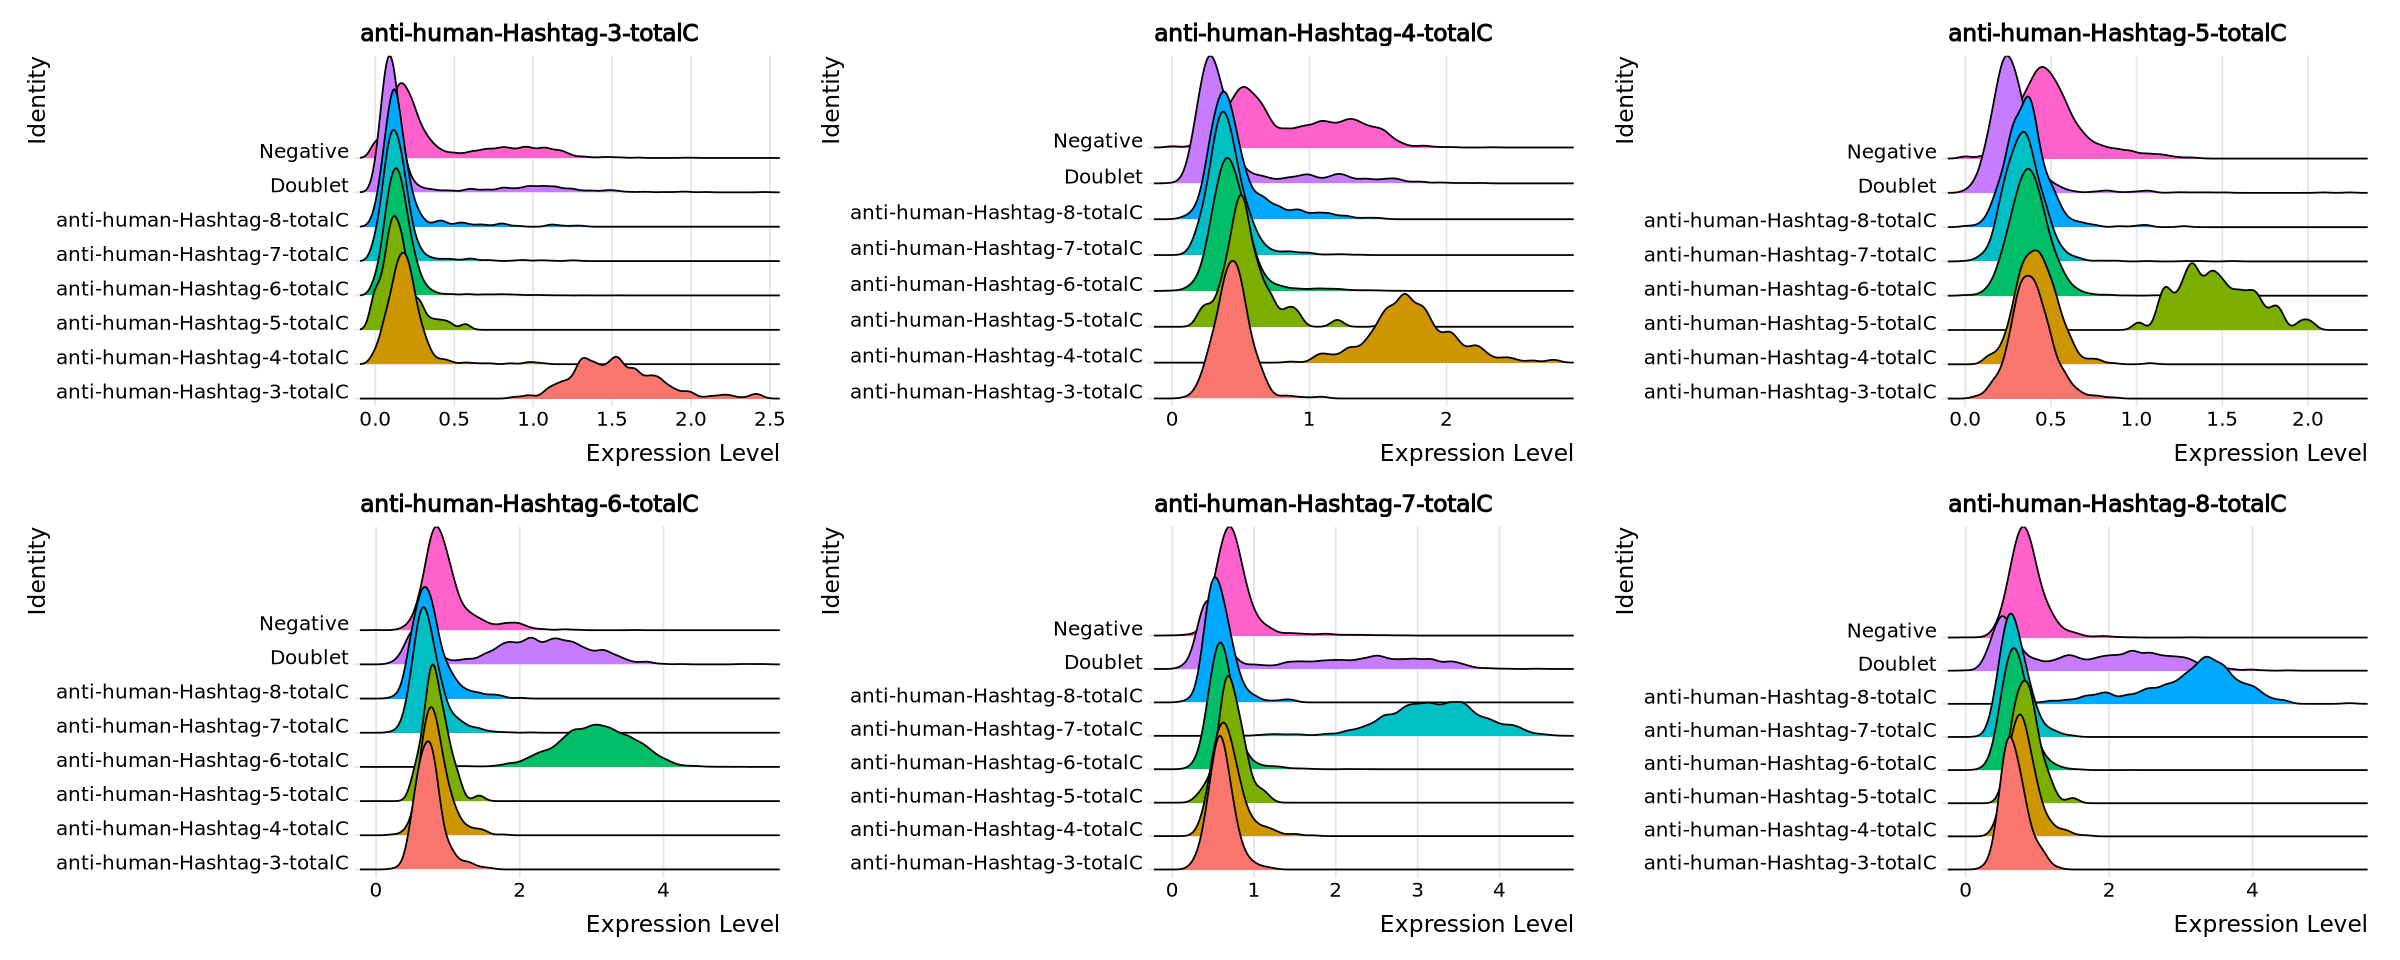 anti-human-Hashtag-3-totalC
Identity
Negative
Doublet
anti-human-Hashtag-8-totalC
anti-human-Hashtag-7-totalC
anti-human-Hashtag-6-totalC
anti-human-Hashtag-5-totalC
anti-human-Hashtag-4-totalC
anti-human-Hashtag-3-totalC
0.0 0.5 1.0 1.5 2.0 2.5
Expression Level
anti-human-Hashtag-4-totalC
Identity
Negative
Doublet
anti-human-Hashtag-8-totalC
anti-human-Hashtag-7-totalC
anti-human-Hashtag-6-totalC
anti-human-Hashtag-5-totalC
anti-human-Hashtag-4-totalC
anti-human-Hashtag-3-totalC
0 1 2
Expression Level
anti-human-Hashtag-5-totalC
Identity
Negative
Doublet
anti-human-Hashtag-8-totalC
anti-human-Hashtag-7-totalC
anti-human-Hashtag-6-totalC
anti-human-Hashtag-5-totalC
anti-human-Hashtag-4-totalC
anti-human-Hashtag-3-totalC
0.0 0.5 1.0 1.5 2.0
Expression Level
anti-human-Hashtag-6-totalC
Identity
Negative
Doublet
anti-human-Hashtag-8-totalC
anti-human-Hashtag-7-totalC
anti-human-Hashtag-6-totalC
anti-human-Hashtag-5-totalC
anti-human-Hashtag-4-totalC
anti-human-Hashtag-3-totalC
0 2 4
Expression Level
anti-human-Hashtag-7-totalC
Identity
Negative
Doublet
anti-human-Hashtag-8-totalC
anti-human-Hashtag-7-totalC
anti-human-Hashtag-6-totalC
anti-human-Hashtag-5-totalC
anti-human-Hashtag-4-totalC
anti-human-Hashtag-3-totalC
0 1 2 3 4
Expression Level
anti-human-Hashtag-8-totalC
Identity
Negative
Doublet
anti-human-Hashtag-8-totalC
anti-human-Hashtag-7-totalC
anti-human-Hashtag-6-totalC
anti-human-Hashtag-5-totalC
anti-human-Hashtag-4-totalC
anti-human-Hashtag-3-totalC
0 2 4
Expression Level